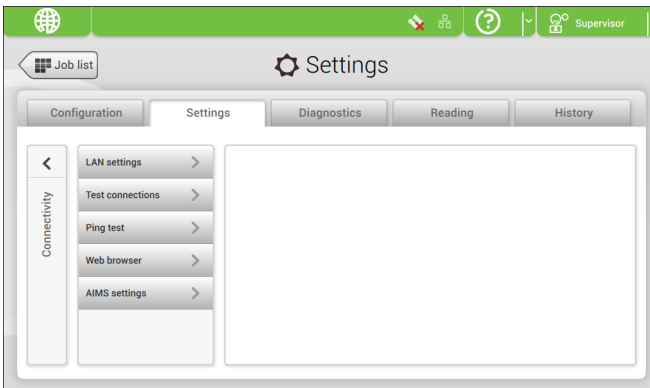 Supervisor
Job list
Settings
Configuration
Settings
Diagnostics
Reading
History
Connectivity
LAN settings
Test connections
Ping test
Web browser
AIMS settings